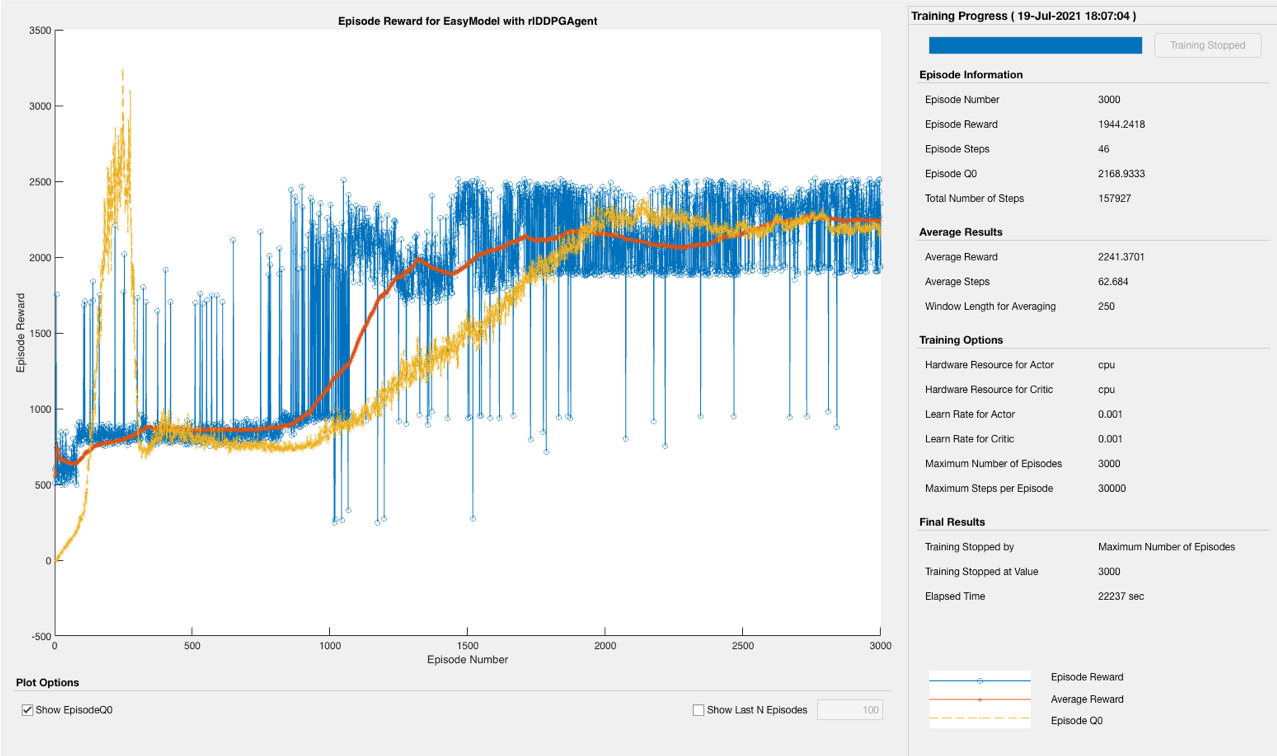 Episode Reward for EasyModel with rlDDPGAgent
3500
3000
2500
2000
1500
1000
500
0
-500
Episode Reward
0
500
1000
1500
2000
2500
3000
Episode Number
Plot Options
Show EpisodeQ0
Show Last N Episodes
100
Training Progress ( 19-Jul-2021 18:07:04 )
Training Stopped
Episode Information
Episode Number 3000
Episode Reward 1944.2418
Episode Steps 46
Episode Q0 2168.9333
Total Number of Steps 157927
Average Results
Average Reward 2241.3701
Average Steps 62.684
Window Length for Averaging 250
Training Options
Hardware Resource for Actor cpu
Hardware Resource for Critic cpu
Learn Rate for Actor 0.001
Learn Rate for Critic 0.001
Maximum Number of Episodes 3000
Maximum Steps per Episode 30000
Final Results
Training Stopped by Maximum Number of Episodes
Training Stopped at Value 3000
Elapsed Time 22237 sec
Episode Reward
Average Reward
Episode Q0